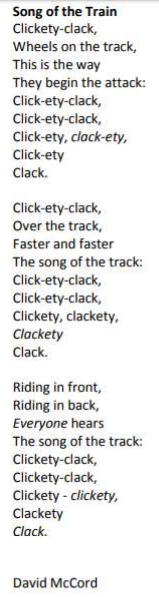 Song of the Train
Clickety-clack,
Wheels on the track,
This is the way
They begin the attack:
Click-ety-clack,
Click-ety-clack,
Click-ety, clack-ety,
Click-ety
Clack.

Click-ety-clack,
Over the track,
Faster and faster
The song of the track:
Click-ety-clack,
Click-ety-clack,
Clickety, clackety,
Clackety
Clack.

Riding in front,
Riding in back,
Everyone hears
The song of the track:
Clickety-clack,
Clickety-clack,
Clickety - clickety,
Clackety
Clack.

David McCord